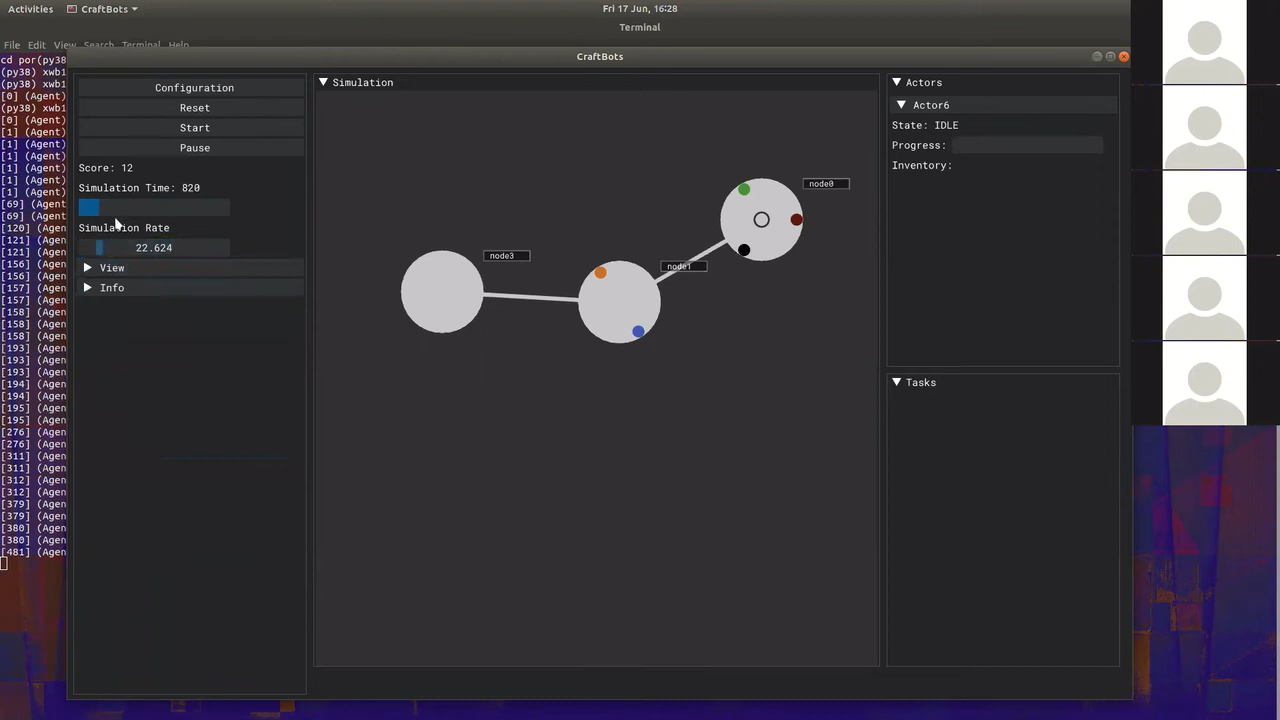 Activities
CraftBots
Fri 17 Jun, 16:28
Terminal
File Edit View Search Terminal Help
CraftBots
cd por(py38
(py38) xwb1
(py38) xwb1
[0] (Agent)
(py38) xwb1
[0] (Agent)
[1] (Agent)
[1] (Agent)
[1] (Agent)
[1] (Agent)
[1] (Agent)
[1] (Agent)
[69] (Agent
[69] (Agent
[120] (Agen
[121] (Agen
[121] (Agen
[156] (Agen
[156] (Agen
[157] (Agen
[157] (Agen
[158] (Agen
[158] (Agen
[193] (Agen
[193] (Agen
[193] (Agen
[194] (Agen
[194] (Agen
[195] (Agen
[195] (Agen
[276] (Agen
[276] (Agen
[311] (Agen
[311] (Agen
[312] (Agen
[312] (Agen
[379] (Agen
[379] (Agen
[380] (Agen
[380] (Agen
[481] (Agen
Configuration
Reset
Start
Pause
Score: 12
Simulation Time: 820
Simulation Rate
22.624
View
Info
Simulation
node0
node3
node1
Actors
Actor6
State: IDLE
Progress:
Inventory:
Tasks